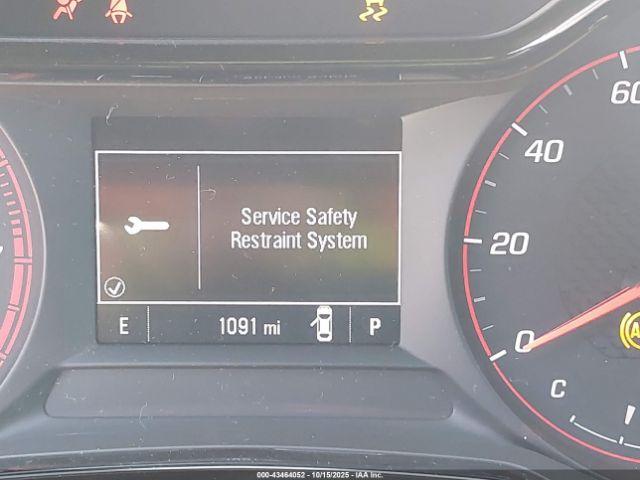 60
40
Service Safety
Restraint System
20
E
1091 mi
P
0
C
000-43464052 - 10/15/2025 - IAA Inc.